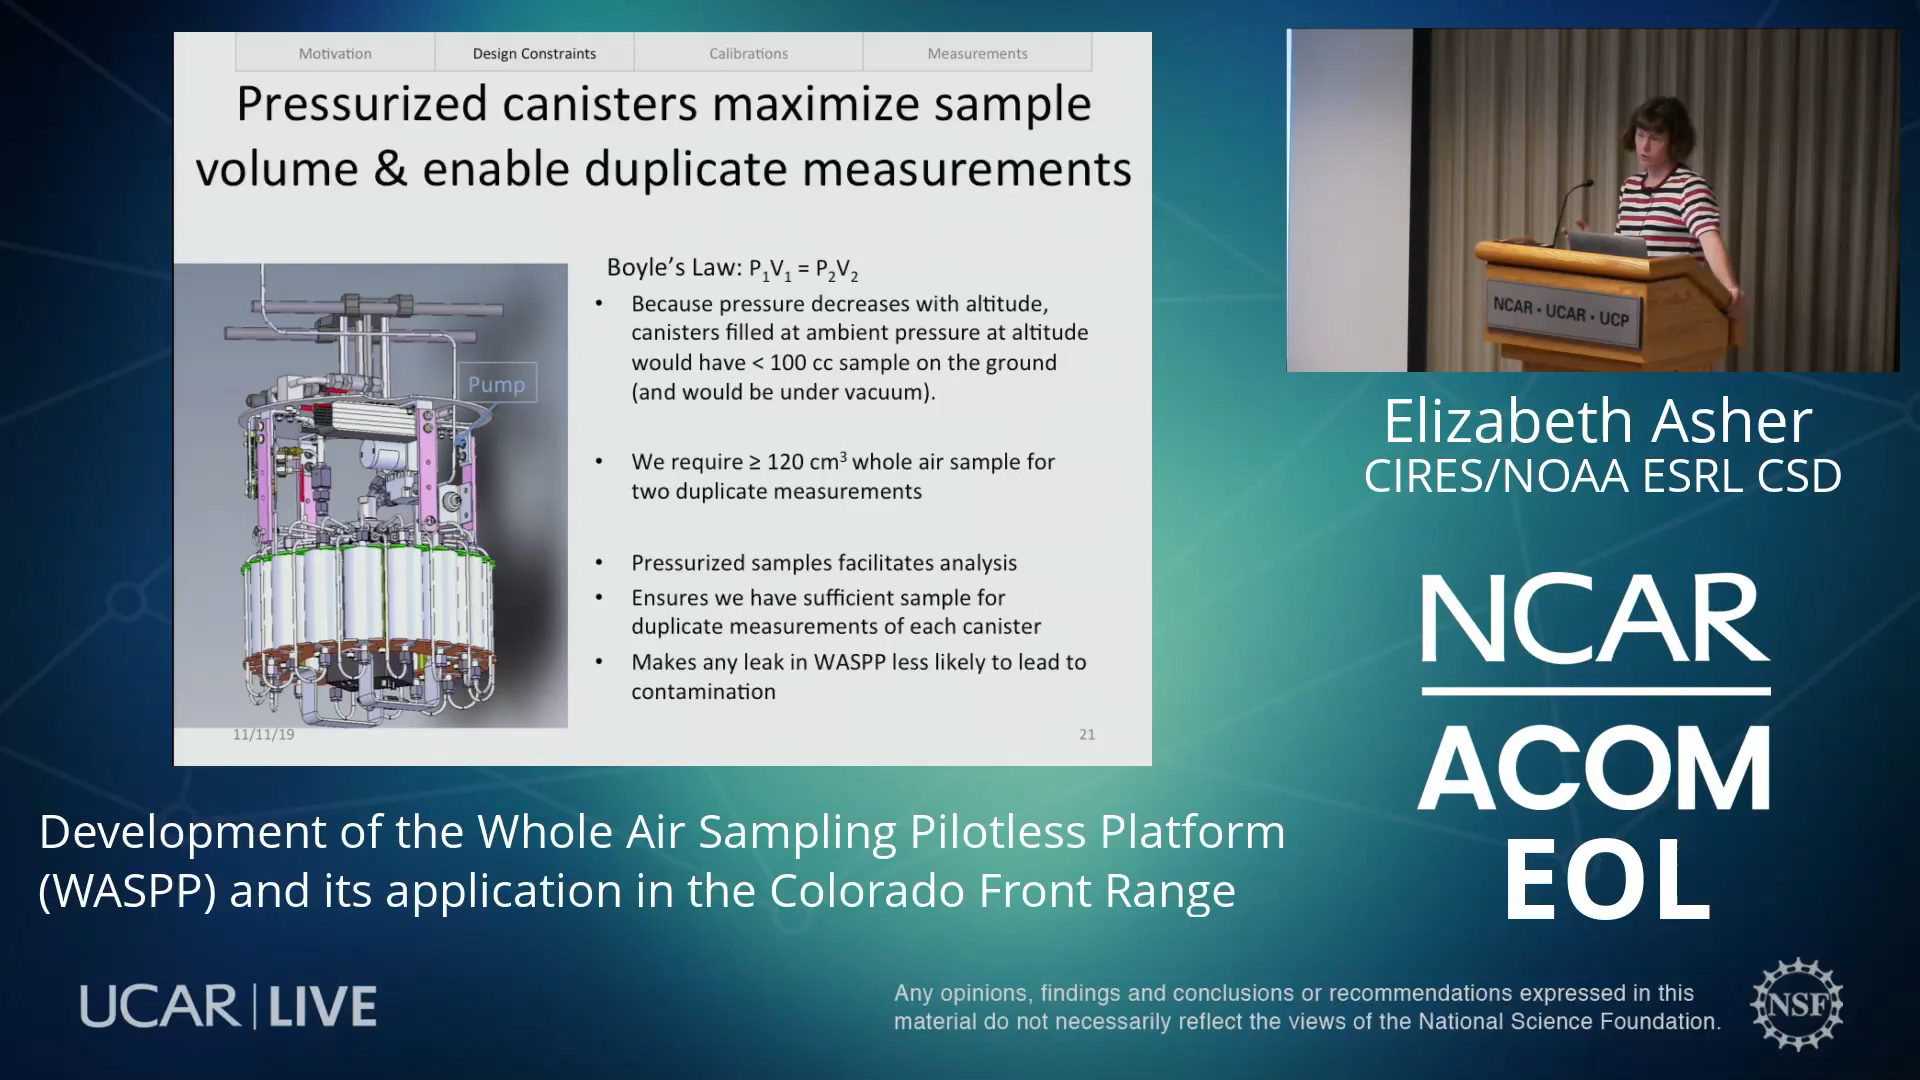 Motivation
Design Constraints
Calibrations
Measurements
Pressurized canisters maximize sample
volume & enable duplicate measurements
Boyle's Law: P₁V₁ = P₂V₂
• Because pressure decreases with altitude,
canisters filled at ambient pressure at altitude
would have < 100 cc sample on the ground
(and would be under vacuum).
• We require ≥ 120 cm³ whole air sample for
two duplicate measurements
• Pressurized samples facilitates analysis
• Ensures we have sufficient sample for
duplicate measurements of each canister
• Makes any leak in WASPP less likely to lead to
contamination
Pump
11/11/19
21
NCAR • UCAR • UCP
Elizabeth Asher
CIRES/NOAA ESRL CSD
NCAR
ACOM
EOL
Development of the Whole Air Sampling Pilotless Platform
(WASPP) and its application in the Colorado Front Range
UCAR | LIVE
Any opinions, findings and conclusions or recommendations expressed in this
material do not necessarily reflect the views of the National Science Foundation.
NSF